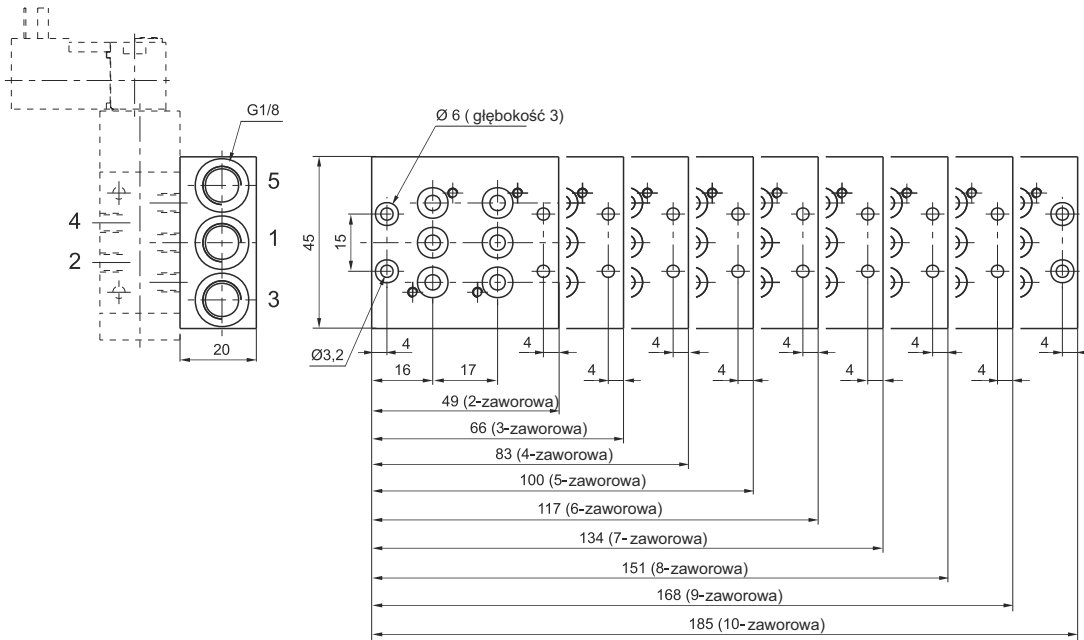 G1/8
Ø 6 ( głębokość 3)
5
4
1
2
3
45
15
20
Ø3,2
4
4
4
4
4
4
4
4
4
4
16
17
49 (2-zaworowa)
66 (3-zaworowa)
83 (4-zaworowa)
100 (5-zaworowa)
117 (6-zaworowa)
134 (7-zaworowa)
151 (8-zaworowa)
168 (9-zaworowa)
185 (10-zaworowa)